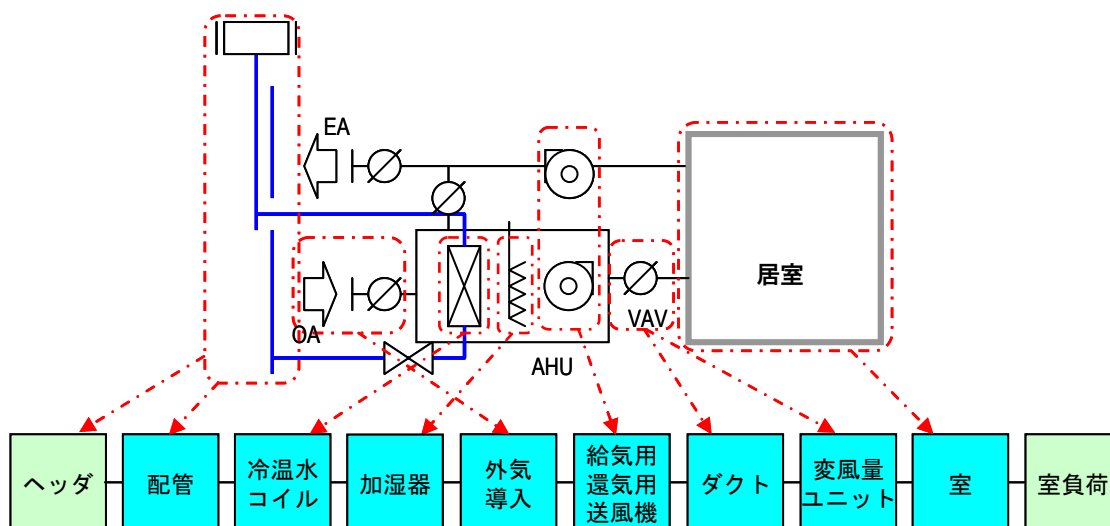 EA
居室
OA
VAV
AHU
ヘッダ
配管
冷温水
コイル
加湿器
外気
導入
給気用
還気用
送風機
ダクト
変風量
ユニット
室
室負荷